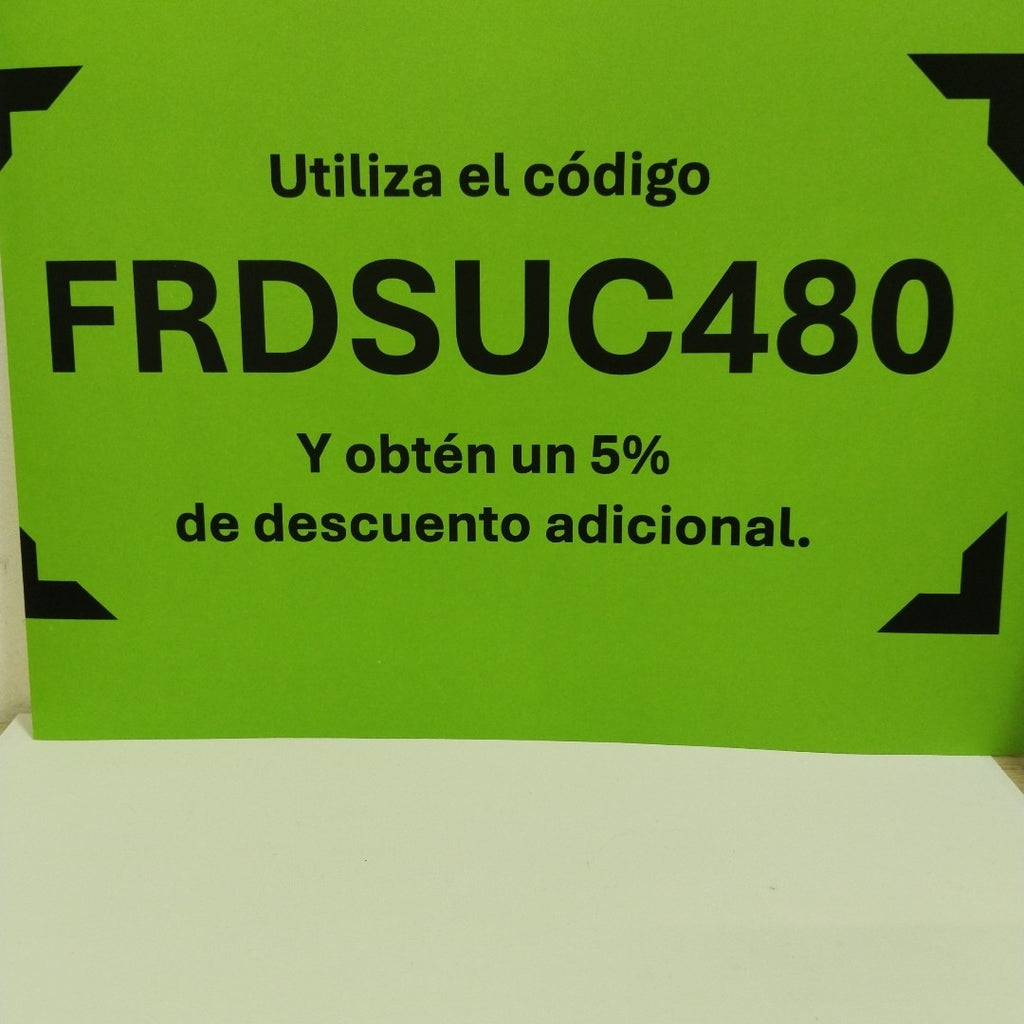 Utiliza el código
FRDSUC480
Y obtén un 5%
de descuento adicional.